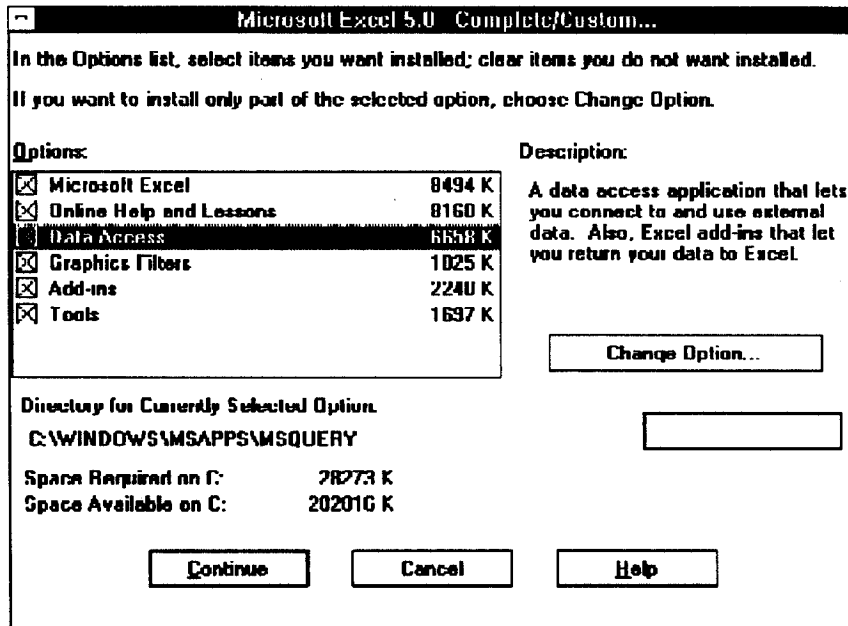 Microsoft Excel 5.0 Complete/Custom...
In the Options list, select items you want installed; clear items you do not want installed.
If you want to install only part of the selected option, choose Change Option.
Options:
Description:
Microsoft Excel 8494 K
Online Help and Lessons 8160 K
Data Access 6658 K
Graphics Filters 1025 K
Add-ins 2240 K
Tools 1697 K
A data access application that lets
you connect to and use external
data. Also, Excel add-ins that let
you return your data to Excel.
Change Option...
Directory for Currently Selected Option:
C:\WINDOWS\MSAPPS\MSQUERY
Space Required on C: 28273 K
Space Available on C: 202016 K
Continue
Cancel
Help